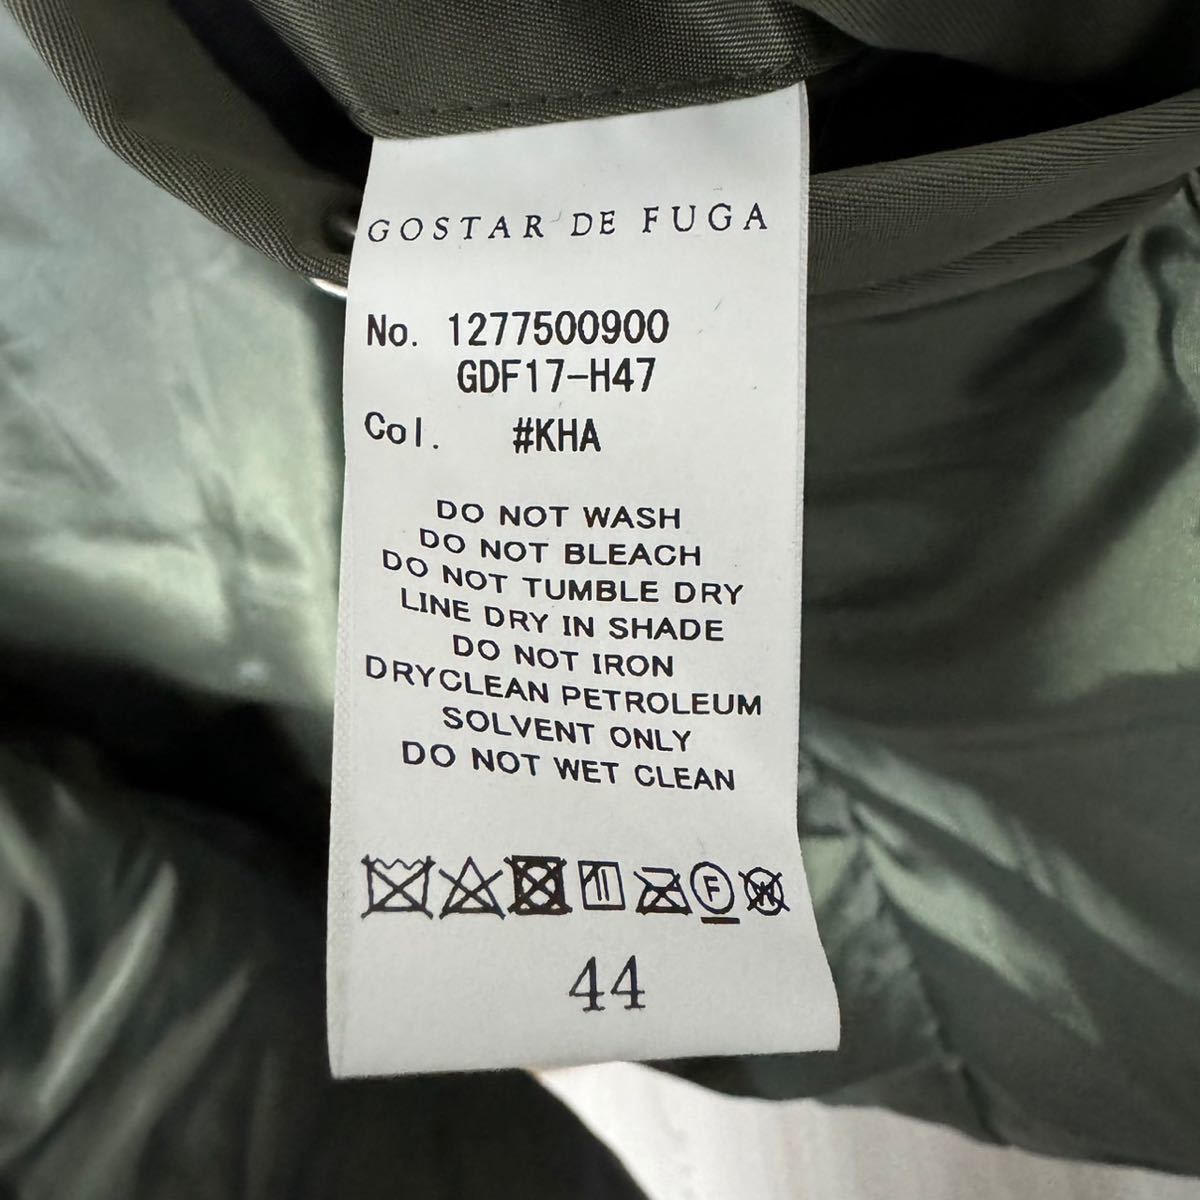 GOSTAR DE FUGA
No. 1277500900
GDF17-H47
Col. #KHA
DO NOT WASH
DO NOT BLEACH
DO NOT TUMBLE DRY
LINE DRY IN SHADE
DO NOT IRON
DRYCLEAN PETROLEUM
SOLVENT ONLY
DO NOT WET CLEAN
F W
44